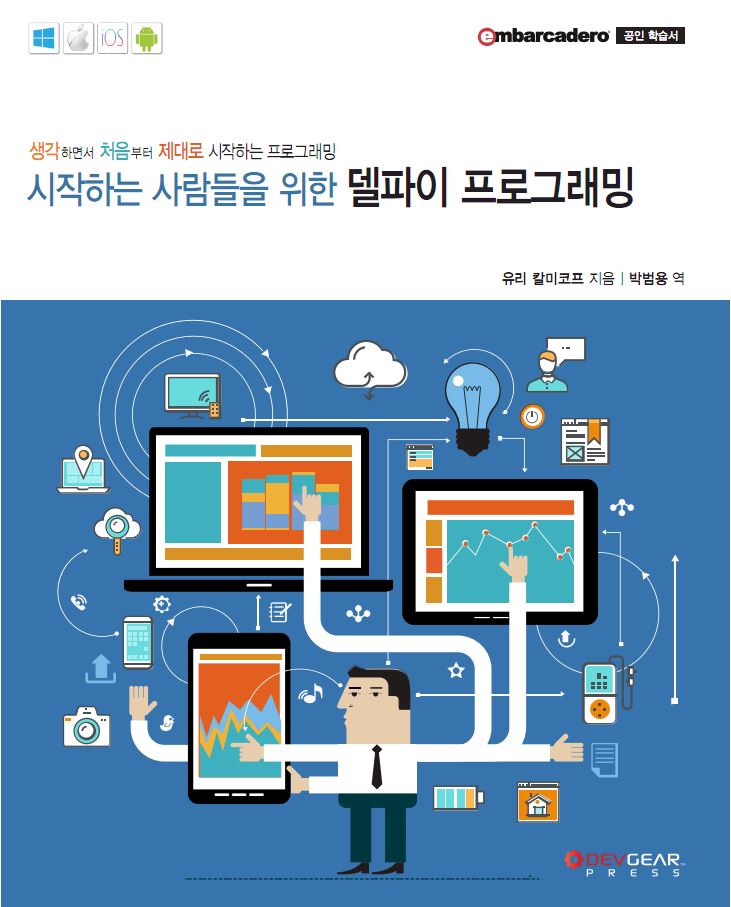 iOS
embarcadero 공인 학습서
생각하면서 처음부터 제대로 시작하는 프로그래밍
시작하는 사람들을 위한 델파이 프로그래밍
유리 칼미코프 지음 | 박범용 역
DEVGEAR
PRESS